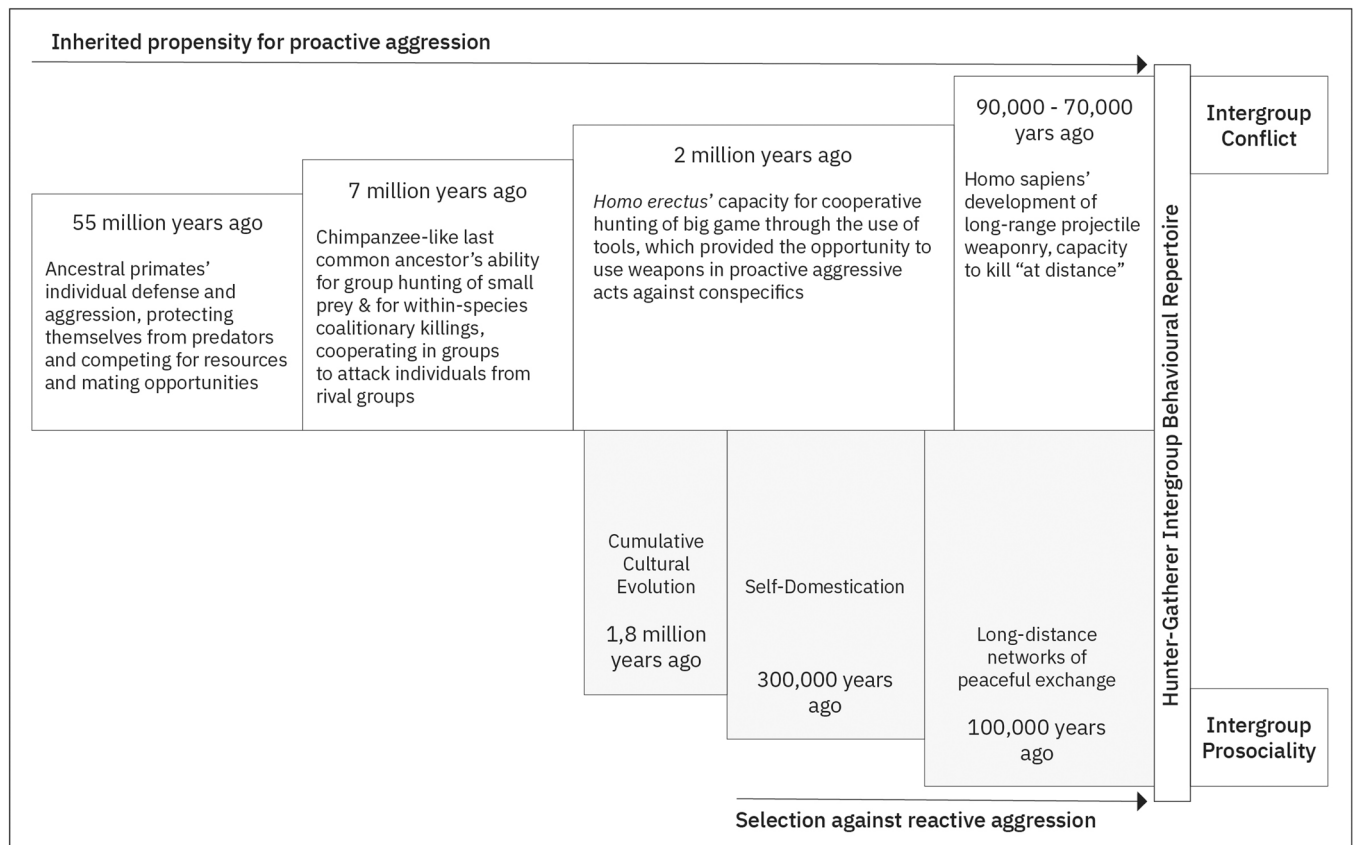 Inherited propensity for proactive aggression
55 million years ago
Ancestral primates’
individual defense and
aggression, protecting
themselves from predators
and competing for resources
and mating opportunities
7 million years ago
Chimpanzee-like last
common ancestor’s ability
for group hunting of small
prey & for within-species
coalitionary killings,
cooperating in groups
to attack individuals from
rival groups
2 million years ago
Homo erectus’ capacity for cooperative
hunting of big game through the use of
tools, which provided the opportunity to
use weapons in proactive aggressive
acts against conspecifics
90,000 - 70,000
yars ago
Homo sapiens’
development of
long-range projectile
weaponry, capacity
to kill “at distance”
Cumulative
Cultural
Evolution
1,8 million
years ago
Self-Domestication
300,000 years
ago
Long-distance
networks of
peaceful exchange
100,000 years
ago
Selection against reactive aggression
Hunter-Gatherer Intergroup Behavioural Repertoire
Intergroup
Conflict
Intergroup
Prosociality